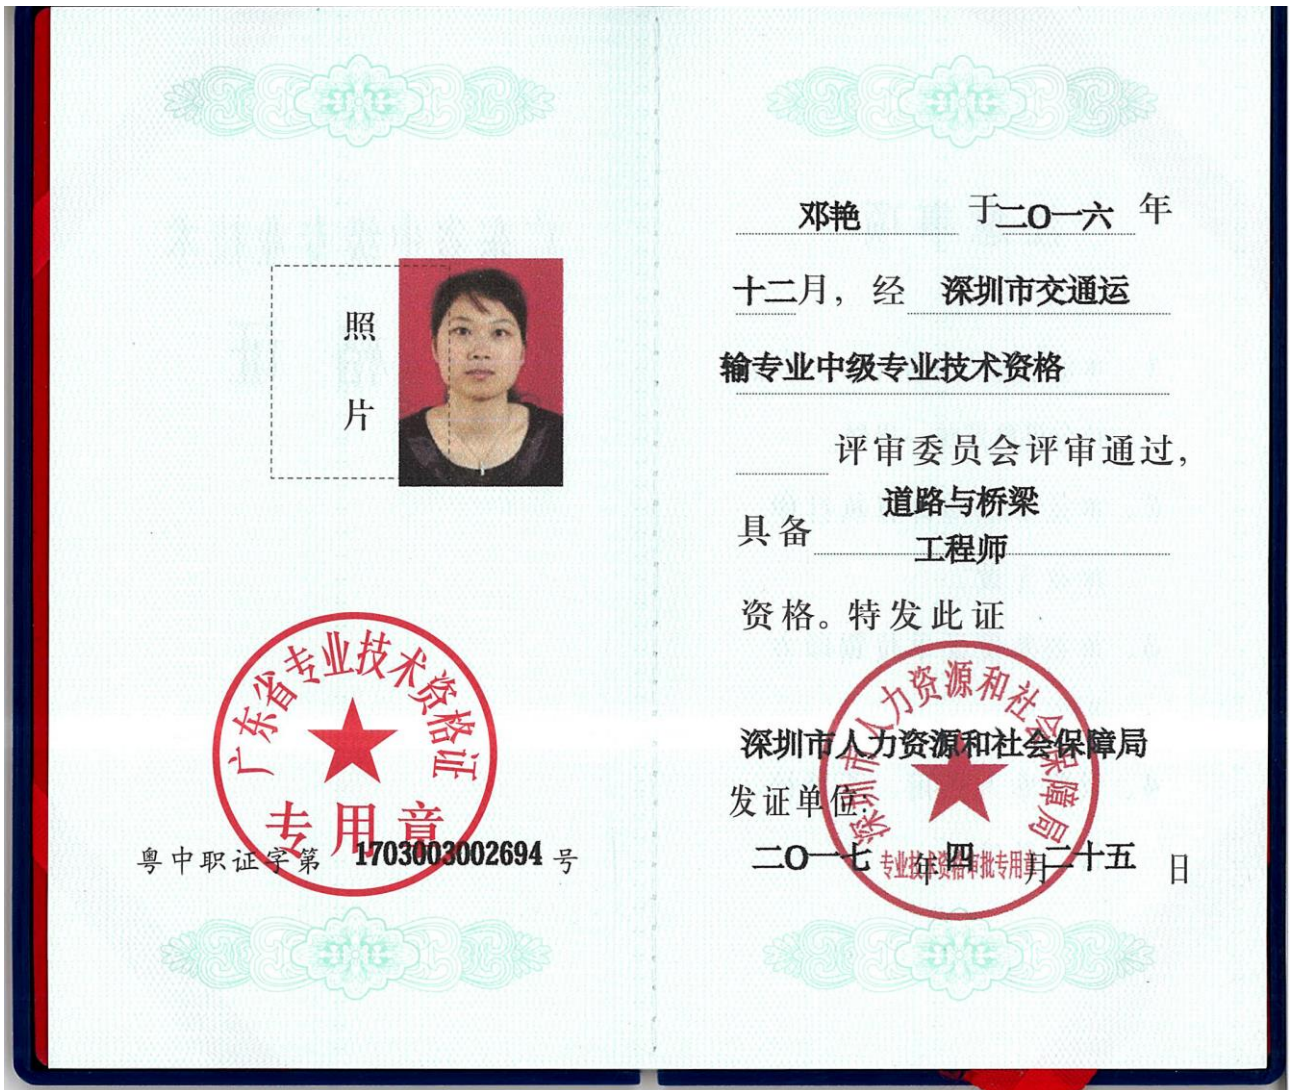 照
片
广东省专业技术资格证
专用章
粤中职证字第 1703003002694 号
邓艳 于二〇一六 年
十二月，经 深圳市交通运
输专业中级专业技术资格
评审委员会评审通过，
道路与桥梁
具备
工程师
资格。特发此证
深圳市人力资源和社会保障局
深圳市人力资源和社会保障局
发证单位:
专业技术资格审批专用章
二〇一七 年 四 月 二十五 日